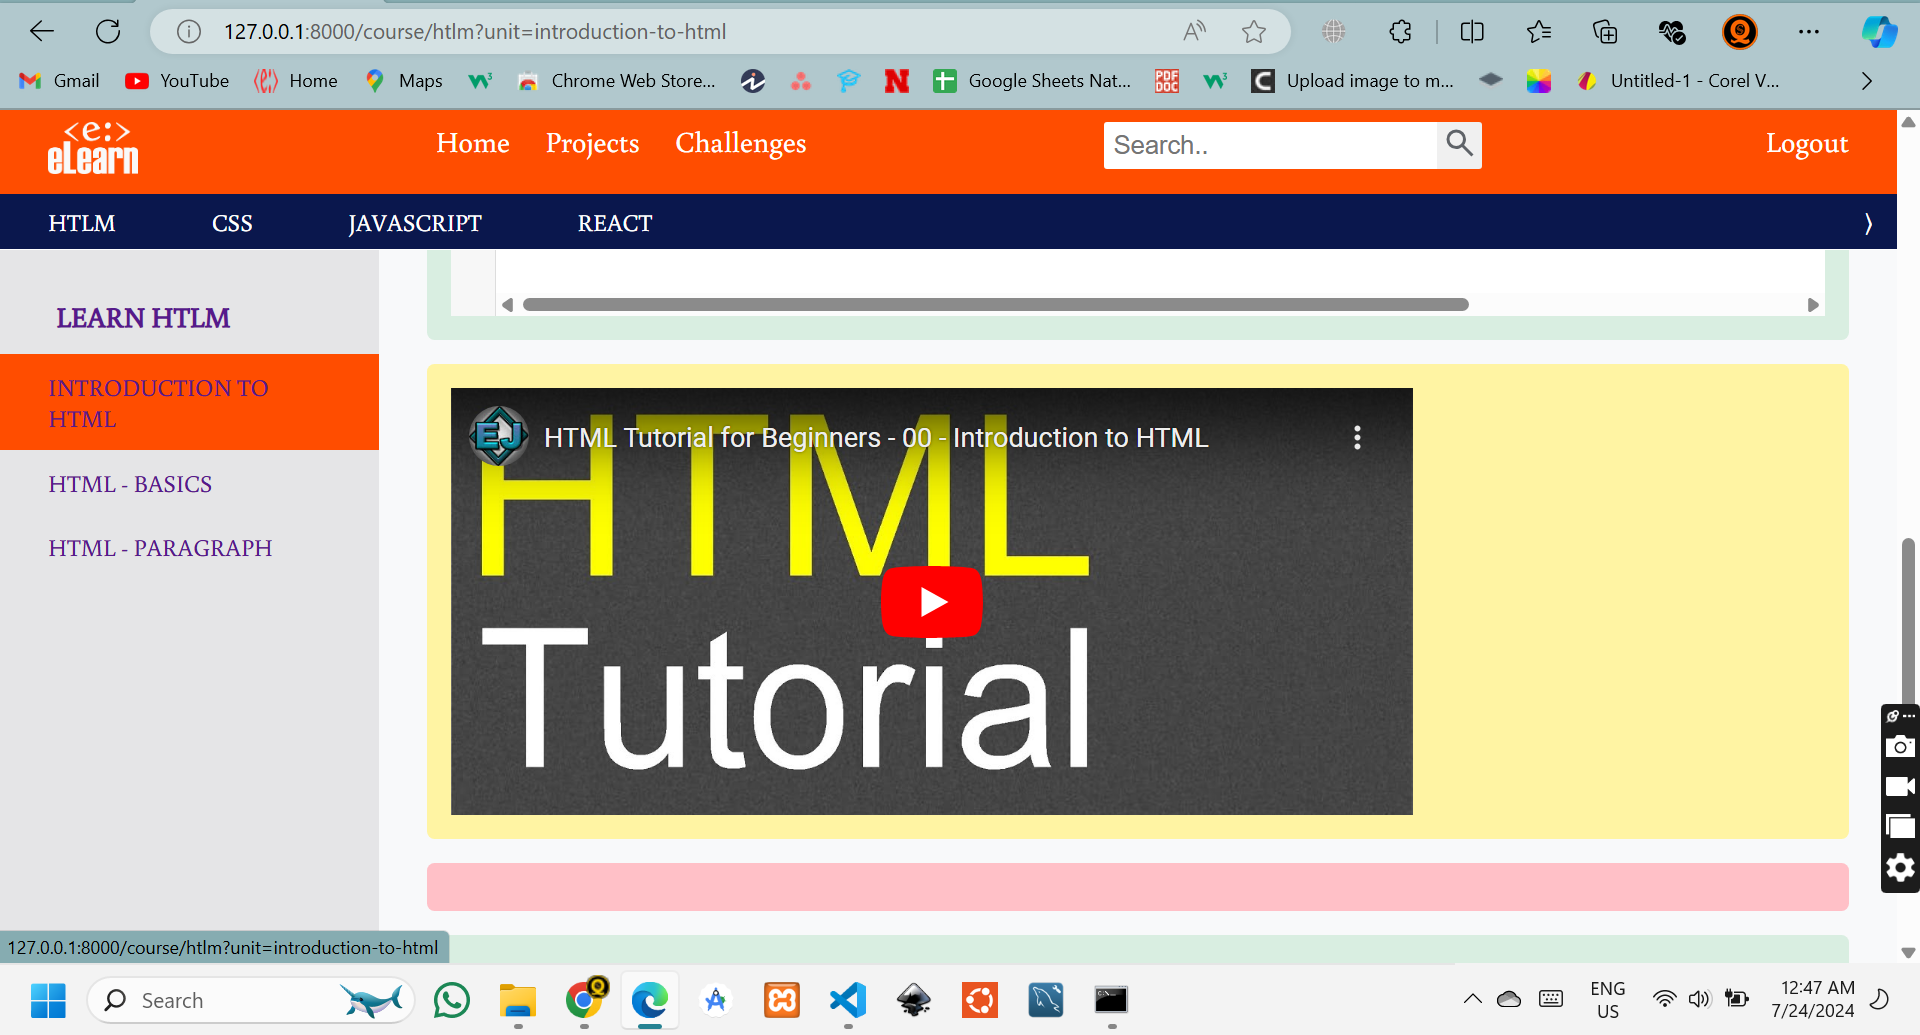 127.0.0.1:8000/course/htlm?unit=introduction-to-html
Gmail YouTube Home Maps Chrome Web Store... Google Sheets Nat... PDF DOC Upload image to m... Untitled-1 - Corel V...
<e:>
eLearn
Home Projects Challenges Search.. Logout
HTLM CSS JAVASCRIPT REACT
LEARN HTLM
INTRODUCTION TO
HTML
HTML - BASICS
HTML - PARAGRAPH
EJ HTML Tutorial for Beginners - 00 - Introduction to HTML
HTML
Tutorial
127.0.0.1:8000/course/htlm?unit=introduction-to-html
Search
ENG
US
12:47 AM
7/24/2024